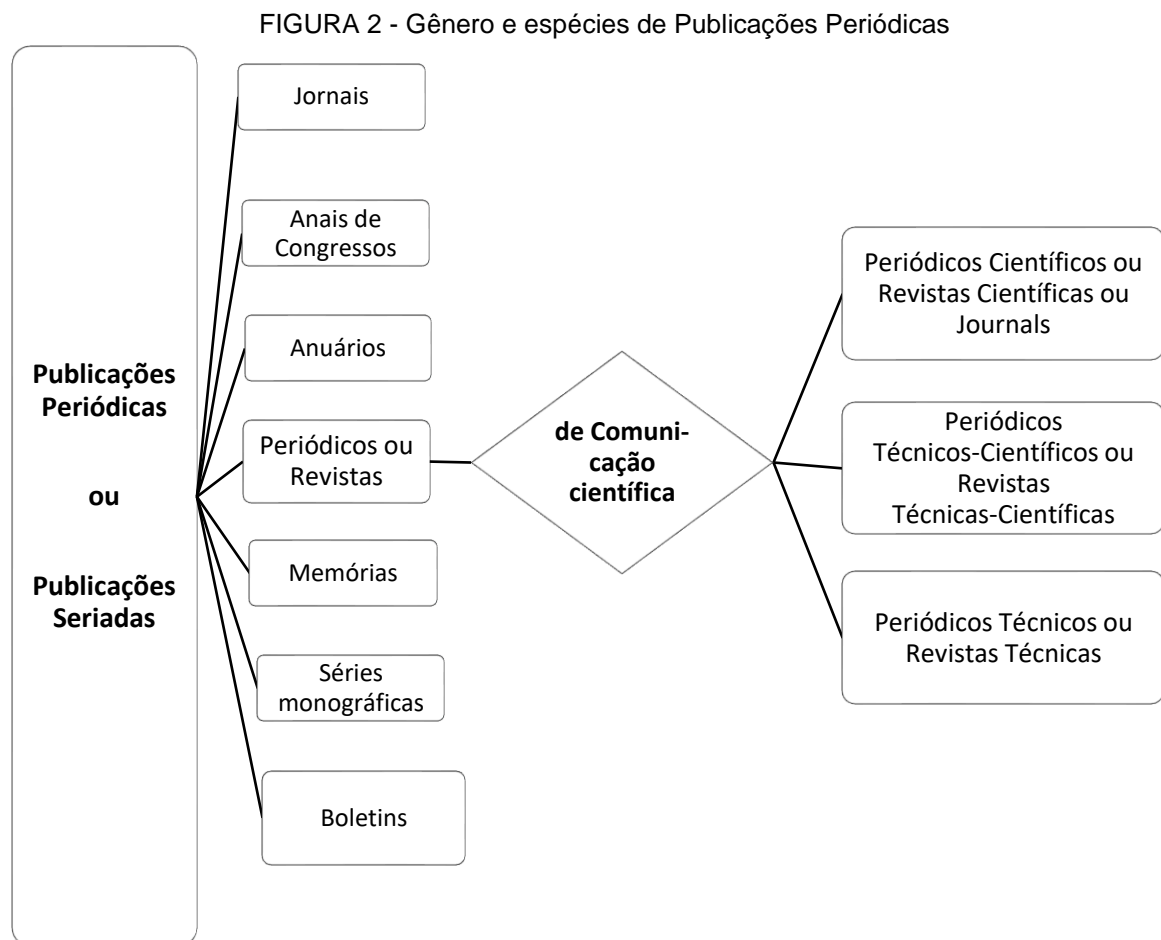 FIGURA 2 - Gênero e espécies de Publicações Periódicas
Publicações
Periódicas
ou
Publicações
Seriadas
Jornais
Anais de
Congressos
Anuários
Periódicos ou
Revistas
Memórias
Séries
monográficas
Boletins
de Comuni-
cação
científica
Periódicos Científicos ou
Revistas Científicas ou
Journals
Periódicos
Técnicos-Científicos ou
Revistas
Técnicas-Científicas
Periódicos Técnicos ou
Revistas Técnicas